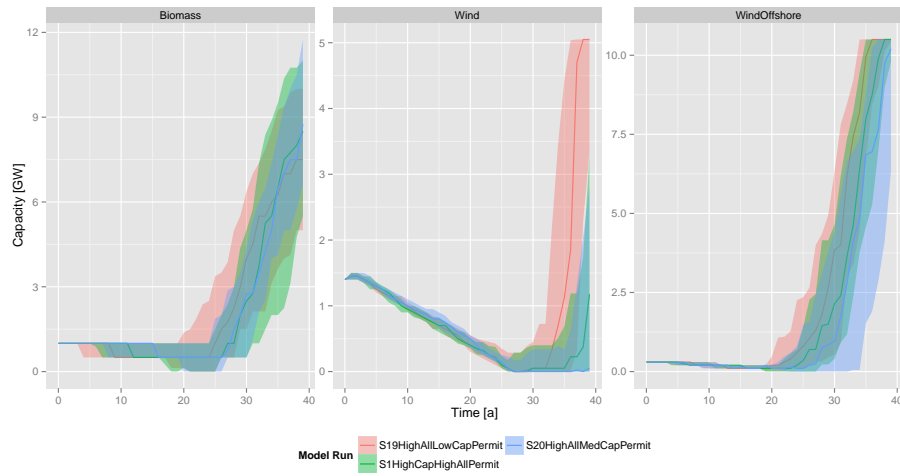 Biomass
Wind
WindOffshore
Capacity [GW]
12
9
6
3
0
5
4
3
2
1
0
10.0
7.5
5.0
2.5
0.0
0 10 20 30 40
0 10 20 30 40
0 10 20 30 40
Time [a]
Model Run
S19HighAllLowCapPermit
S20HighAllMedCapPermit
S1HighCapHighAllPermit